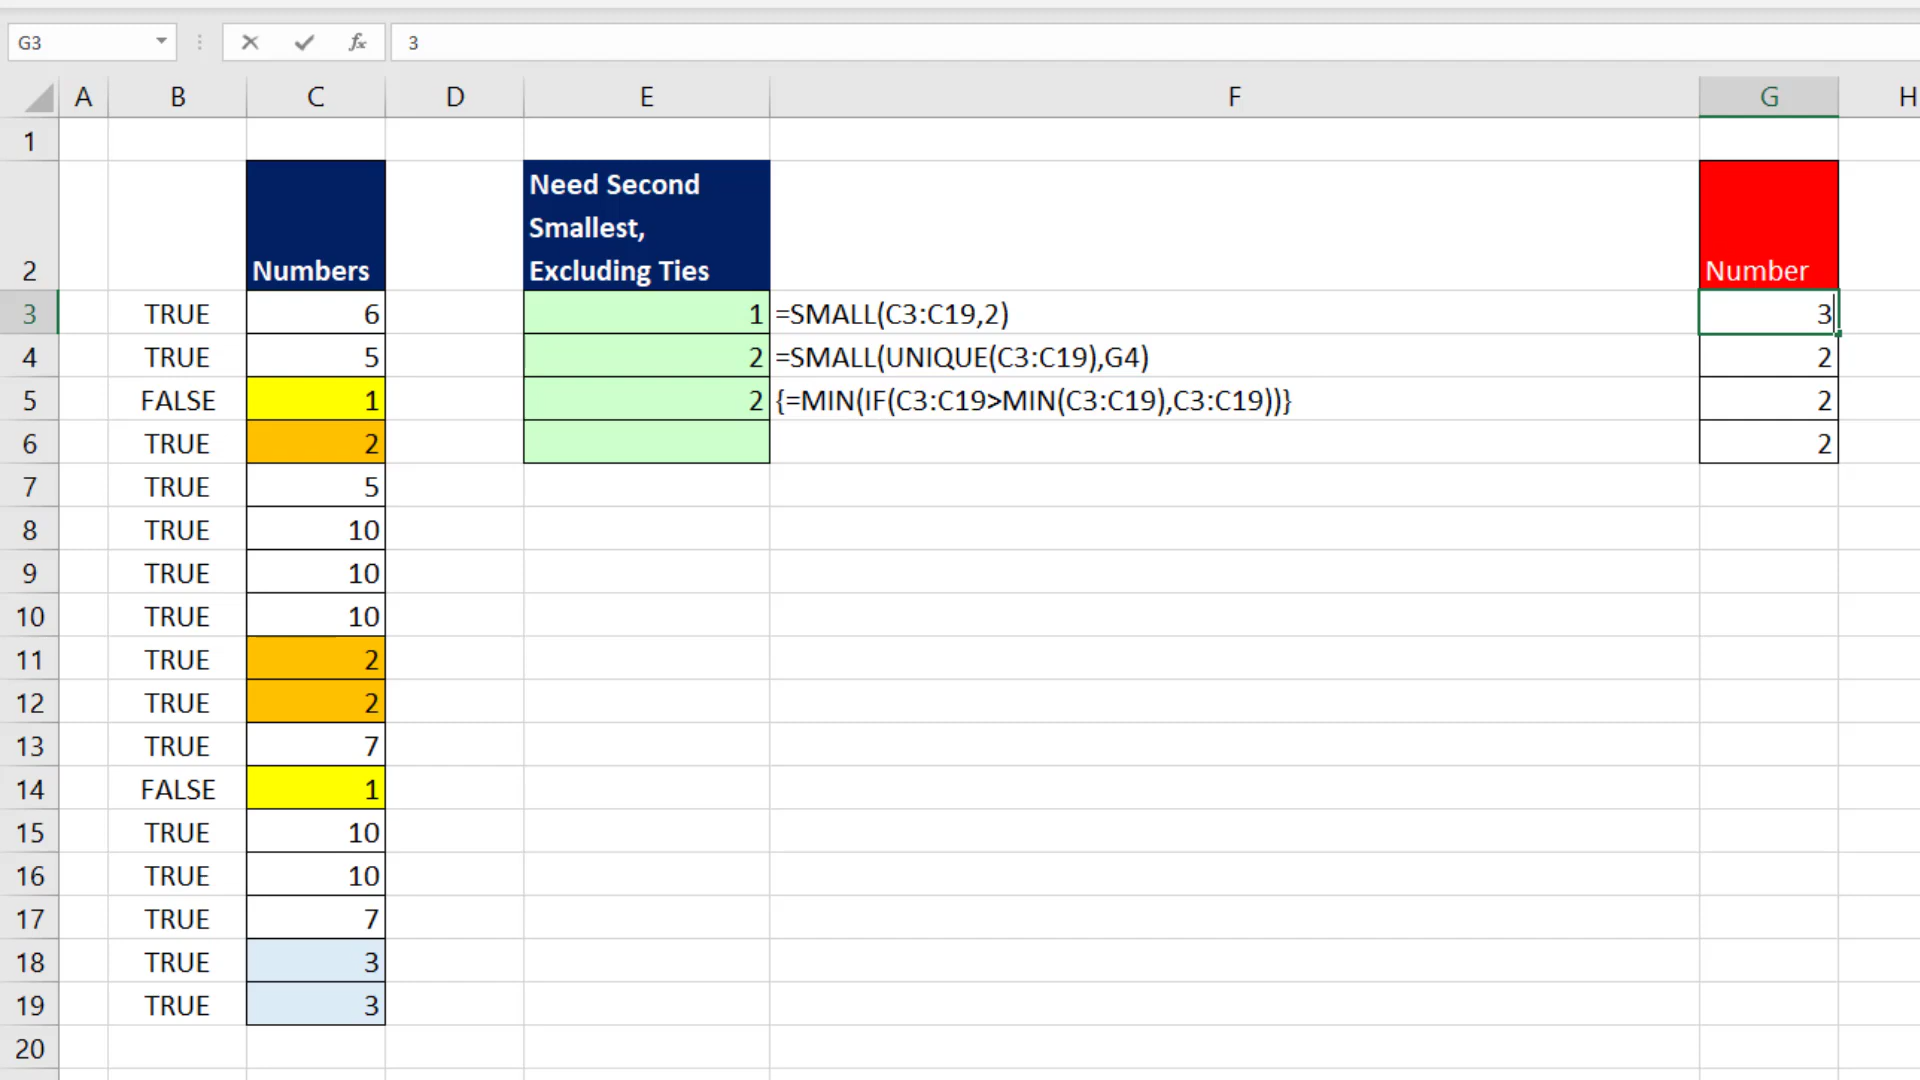 G3 fx 3
A B C D E F G H
1
2 Numbers Need Second Smallest, Excluding Ties Number
3 TRUE 6 1 =SMALL(C3:C19,2) 3
4 TRUE 5 2 =SMALL(UNIQUE(C3:C19),G4) 2
5 FALSE 1 2 {=MIN(IF(C3:C19>MIN(C3:C19),C3:C19))} 2
6 TRUE 2 2
7 TRUE 5
8 TRUE 10
9 TRUE 10
10 TRUE 10
11 TRUE 2
12 TRUE 2
13 TRUE 7
14 FALSE 1
15 TRUE 10
16 TRUE 10
17 TRUE 7
18 TRUE 3
19 TRUE 3
20